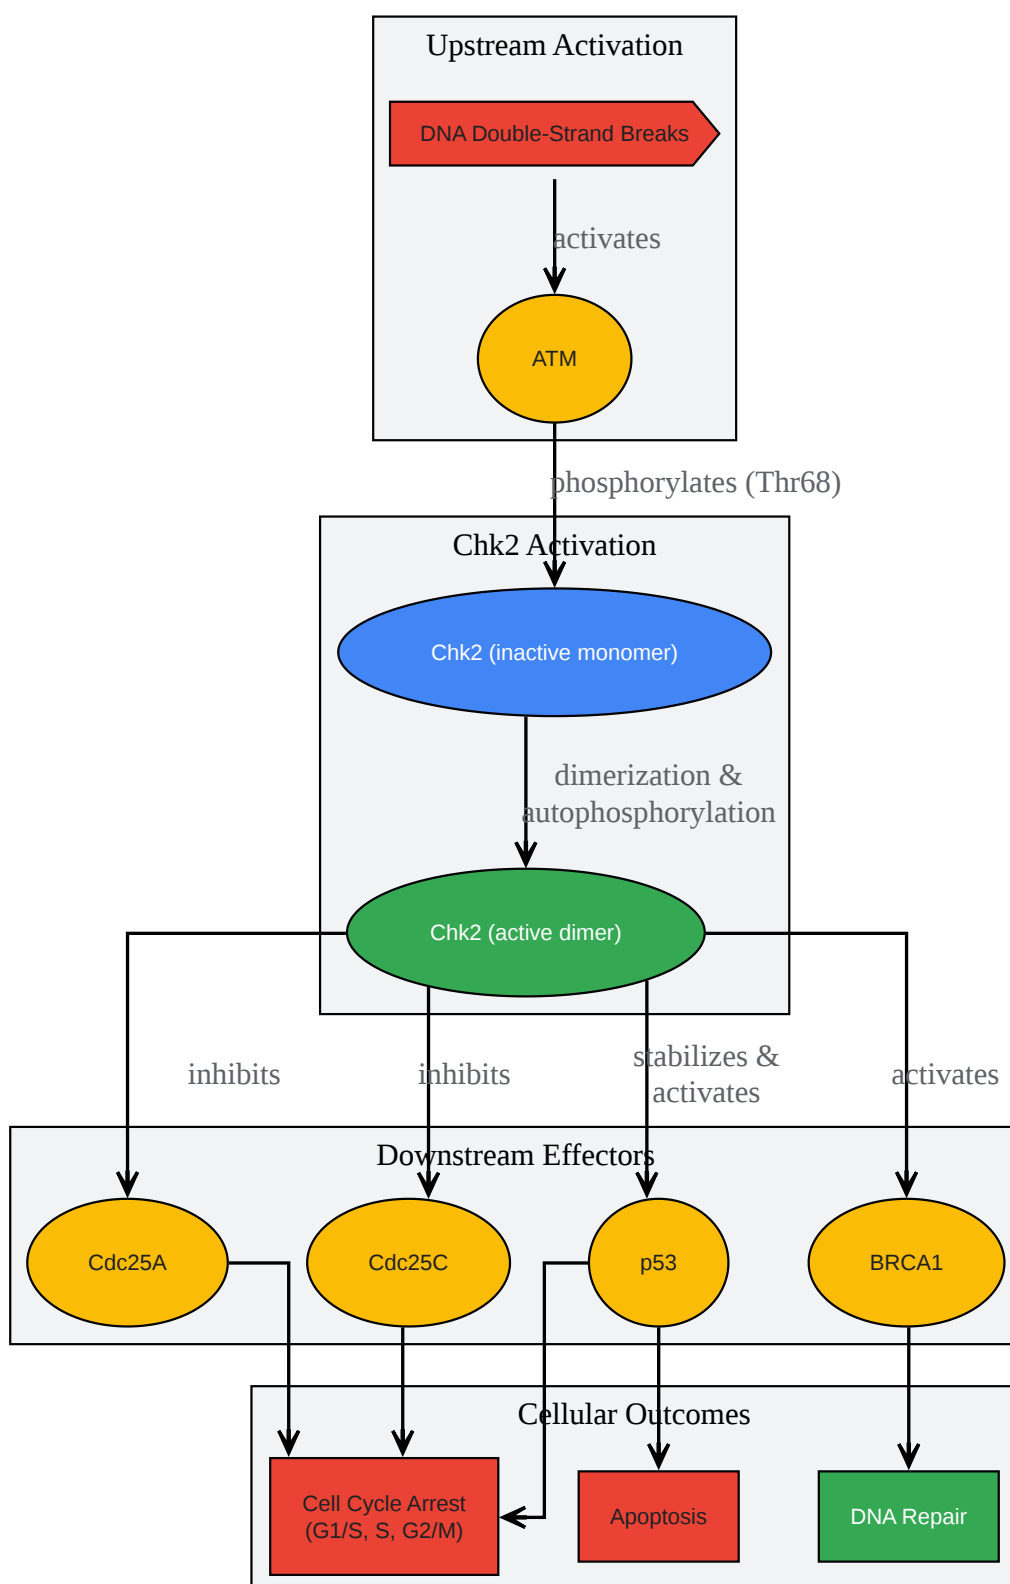 Upstream Activation
DNA Double-Strand Breaks
activates
ATM
phosphorylates (Thr68)
Chk2 Activation
Chk2 (inactive monomer)
dimerization &
autophosphorylation
Chk2 (active dimer)
inhibits
inhibits
stabilizes &
activates
activates
Downstream Effectors
Cdc25A
Cdc25C
p53
BRCA1
Cellular Outcomes
Cell Cycle Arrest
(G1/S, S, G2/M)
Apoptosis
DNA Repair